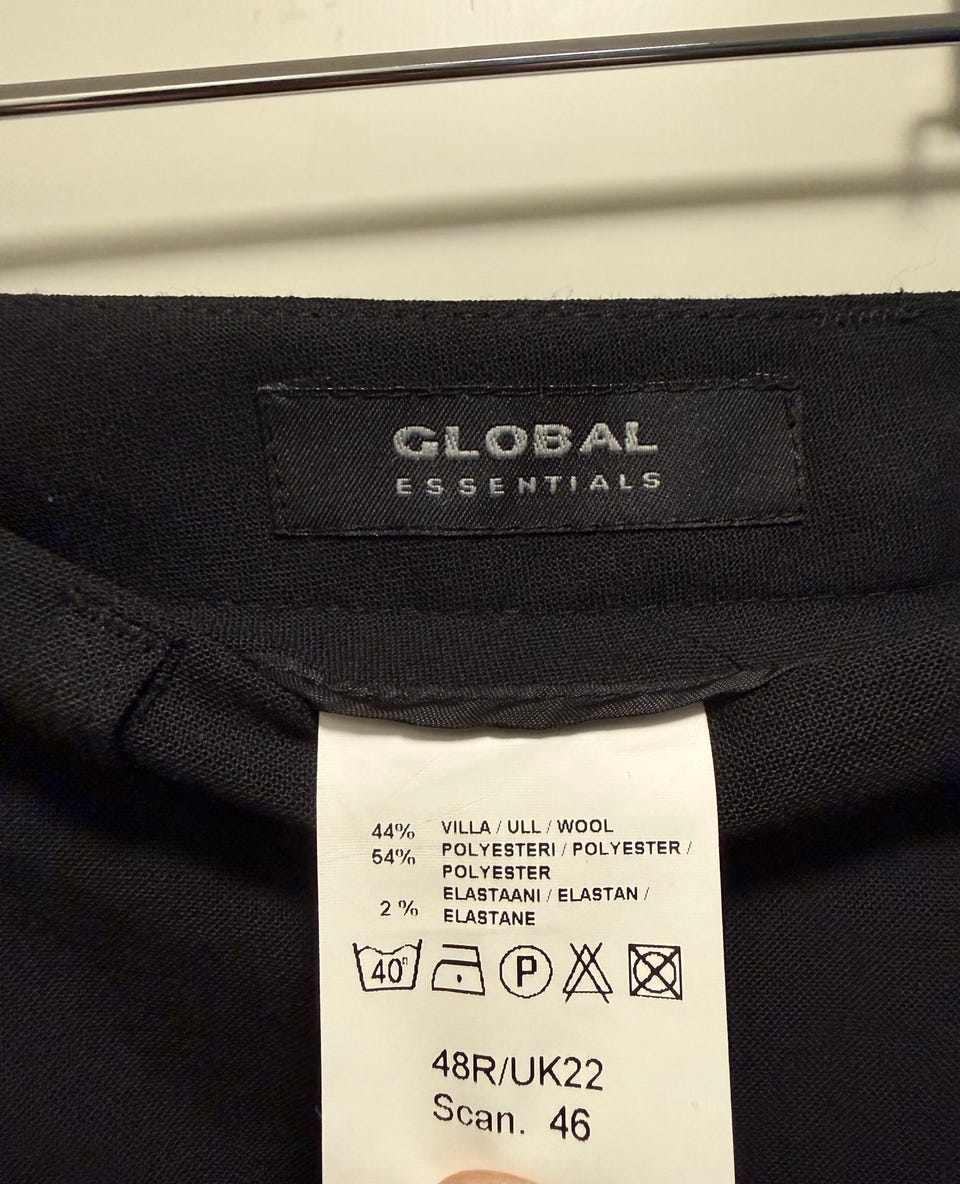 GLOBAL
ESSENTIALS
44% VILLA / ULL / WOOL
54% POLYESTERI / POLYESTER /
POLYESTER
ELASTAANI / ELASTAN /
2 % ELASTANE
40° P
48R/UK22
Scan. 46